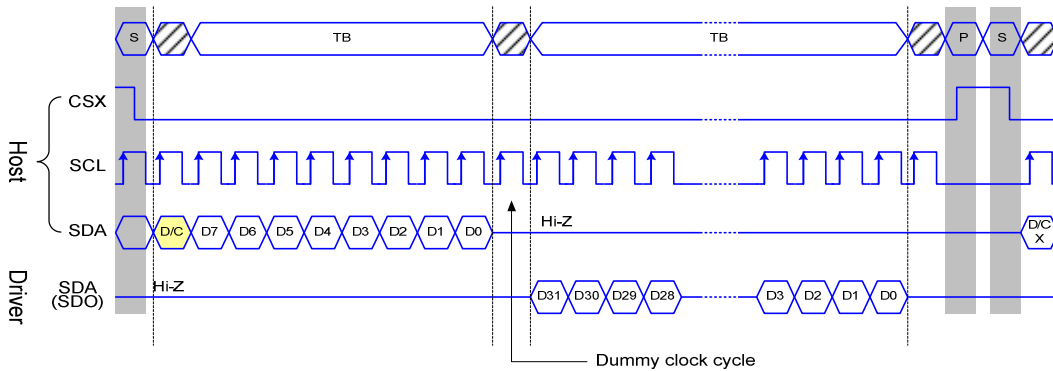 S TB TB P S
CSX
Host
SCL
SDA D/C D7 D6 D5 D4 D3 D2 D1 D0 Hi-Z D/C X
Driver
SDA (SDO) Hi-Z D31 D30 D29 D28 D3 D2 D1 D0
Dummy clock cycle